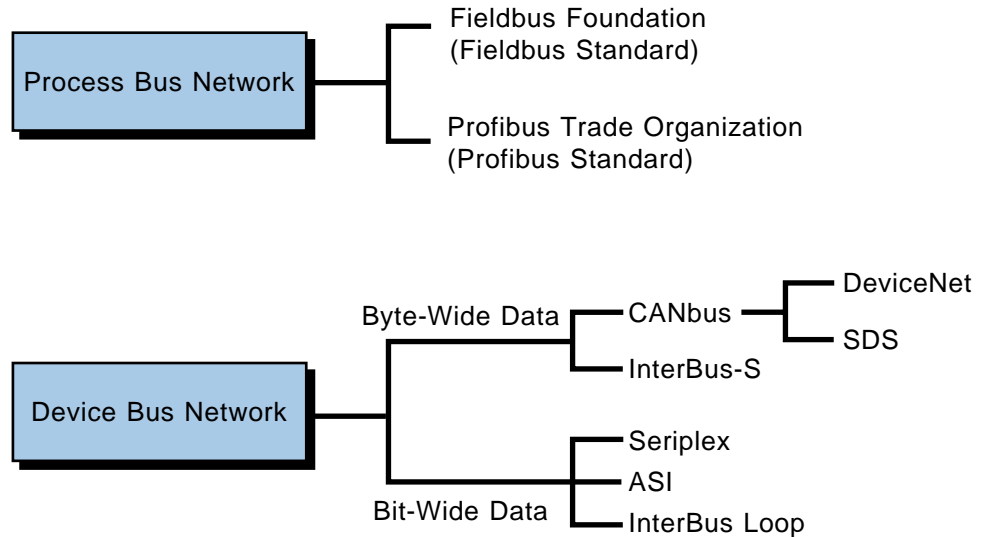 Process Bus Network
Fieldbus Foundation
(Fieldbus Standard)
Profibus Trade Organization
(Profibus Standard)
Device Bus Network
Byte-Wide Data
CANbus
DeviceNet
SDS
InterBus-S
Bit-Wide Data
Seriplex
ASI
InterBus Loop